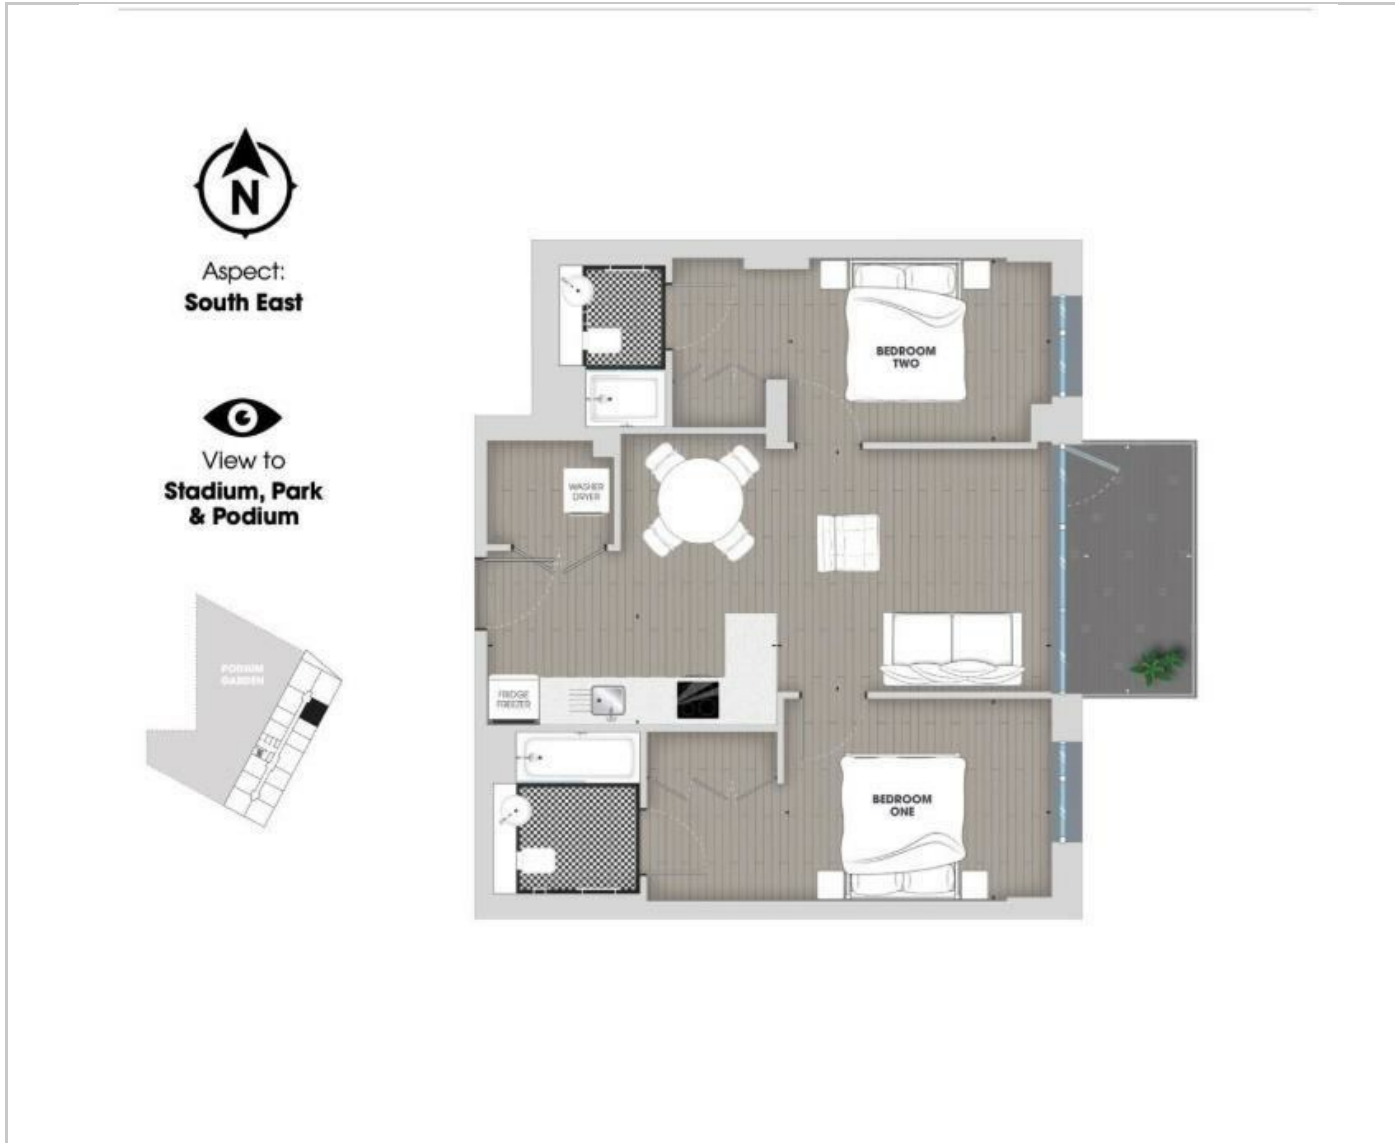 N
Aspect:
South East
View to
Stadium, Park
& Podium
PODIUM
GARDEN
BEDROOM
TWO
WASHER
DRYER
FRIDGE
FREEZER
BEDROOM
ONE